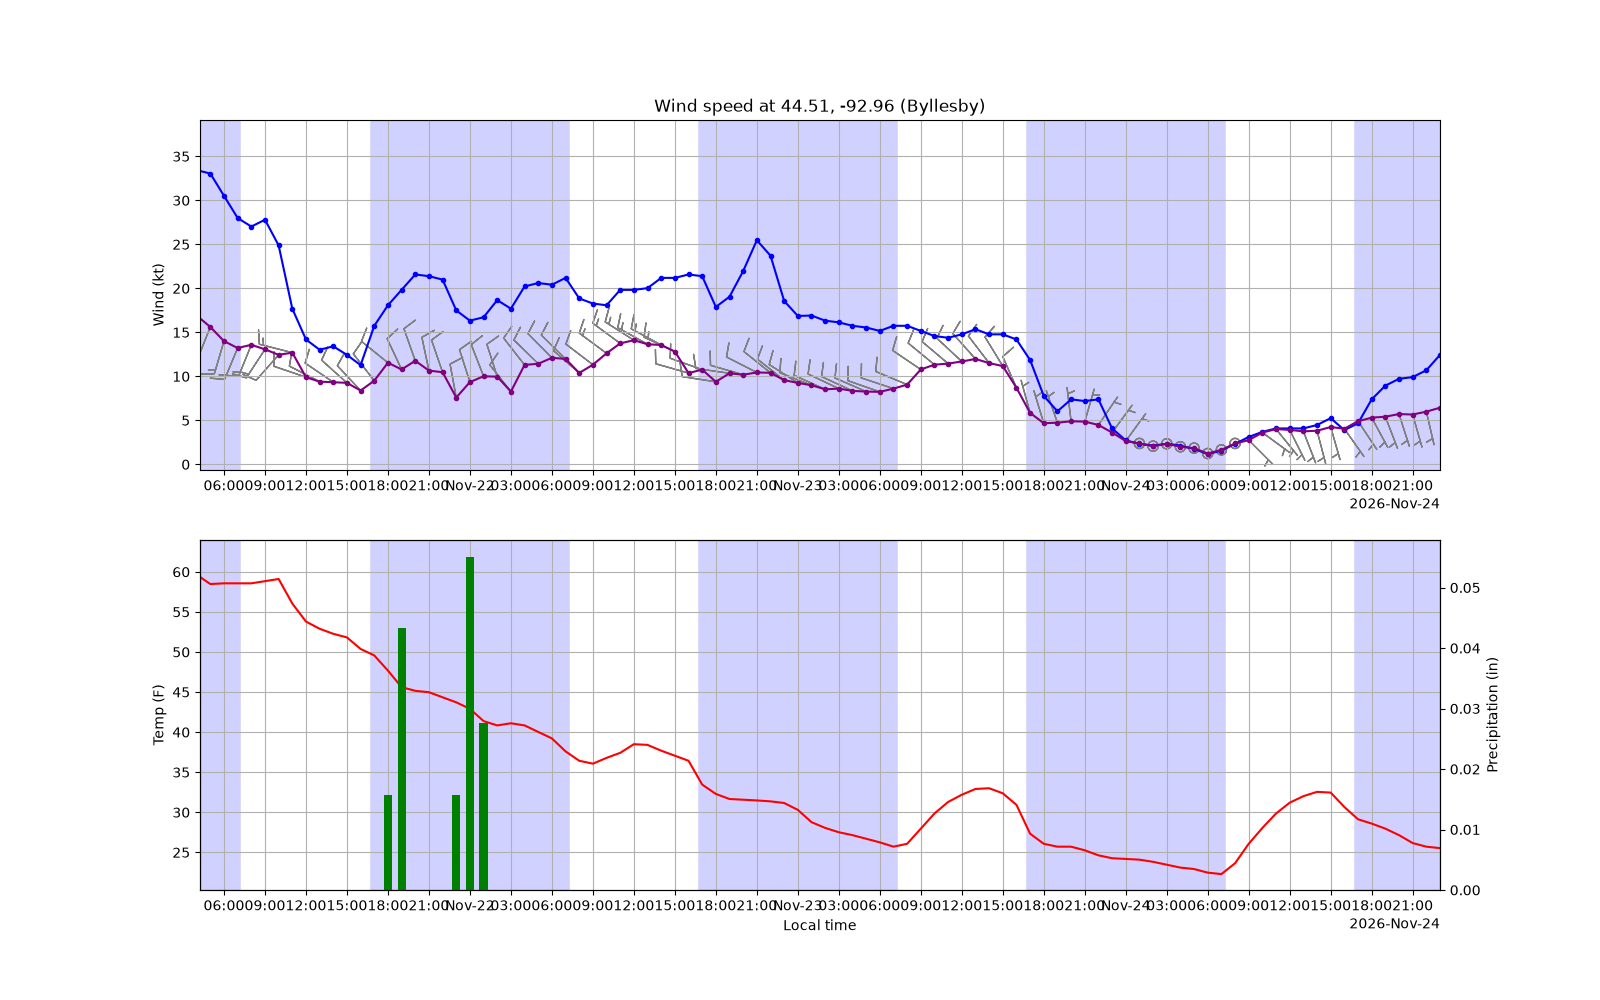 Wind speed at 44.51, -92.96 (Byllesby)
35
30
25
20
15
10
5
0
Wind (kt)
06:00 09:00 12:00 15:00 18:00 21:00 Nov-22 03:00 06:00 09:00 12:00 15:00 18:00 21:00 Nov-23 03:00 06:00 09:00 12:00 15:00 18:00 21:00 Nov-24 03:00 06:00 09:00 12:00 15:00 18:00 21:00
2026-Nov-24
60
55
50
45
40
35
30
25
Temp (F)
0.05
0.04
0.03
0.02
0.01
0.00
Precipitation (in)
06:00 09:00 12:00 15:00 18:00 21:00 Nov-22 03:00 06:00 09:00 12:00 15:00 18:00 21:00 Nov-23 03:00 06:00 09:00 12:00 15:00 18:00 21:00 Nov-24 03:00 06:00 09:00 12:00 15:00 18:00 21:00
Local time
2026-Nov-24